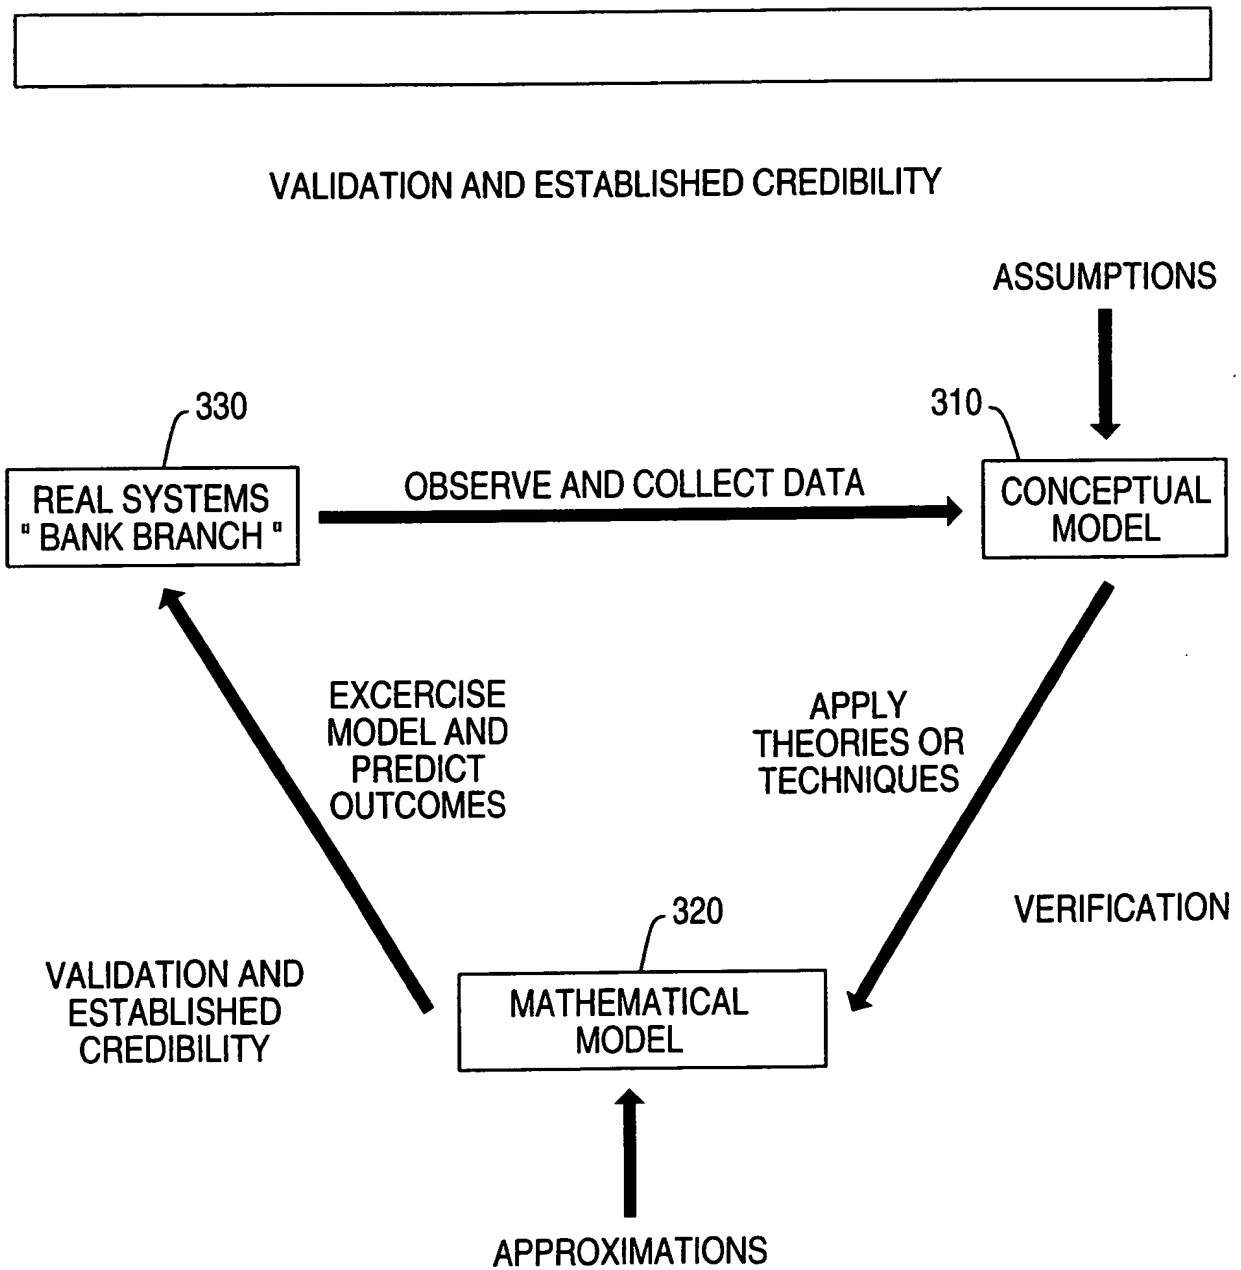 VALIDATION AND ESTABLISHED CREDIBILITY
ASSUMPTIONS
330
310
REAL SYSTEMS
" BANK BRANCH "
OBSERVE AND COLLECT DATA
CONCEPTUAL
MODEL
EXCERCISE
MODEL AND
PREDICT
OUTCOMES
APPLY
THEORIES OR
TECHNIQUES
VERIFICATION
320
VALIDATION AND
ESTABLISHED
CREDIBILITY
MATHEMATICAL
MODEL
APPROXIMATIONS